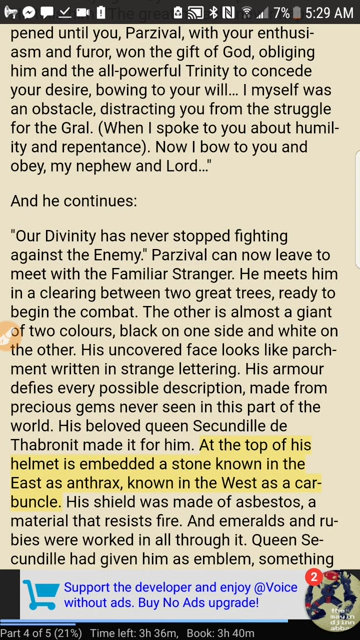 7% 5:29 AM
pened until you, Parzival, with your enthusi-
asm and furor, won the gift of God, obliging
him and the all-powerful Trinity to concede
your desire, bowing to your will… I myself was
an obstacle, distracting you from the struggle
for the Gral. (When I spoke to you about humil-
ity and repentance). Now I bow to you and
obey, my nephew and Lord…"
And he continues:
"Our Divinity has never stopped fighting
against the Enemy." Parzival can now leave to
meet with the Familiar Stranger. He meets him
in a clearing between two great trees, ready to
begin the combat. The other is almost a giant
of two colours, black on one side and white on
the other. His uncovered face looks like parch-
ment written in strange lettering. His armour
defies every possible description, made from
precious gems never seen in this part of the
world. His beloved queen Secundille de
Thabronit made it for him. At the top of his
helmet is embedded a stone known in the
East as anthrax, known in the West as a car-
buncle. His shield was made of asbestos, a
material that resists fire. And emeralds and ru-
bies were worked in all through it. Queen Se-
cundille had given him as emblem, something
Support the developer and enjoy @Voice
without ads. Buy No Ads upgrade!
2
Part 4 of 5 (21%) Time left: 3h 36m, Book: 3h 40m